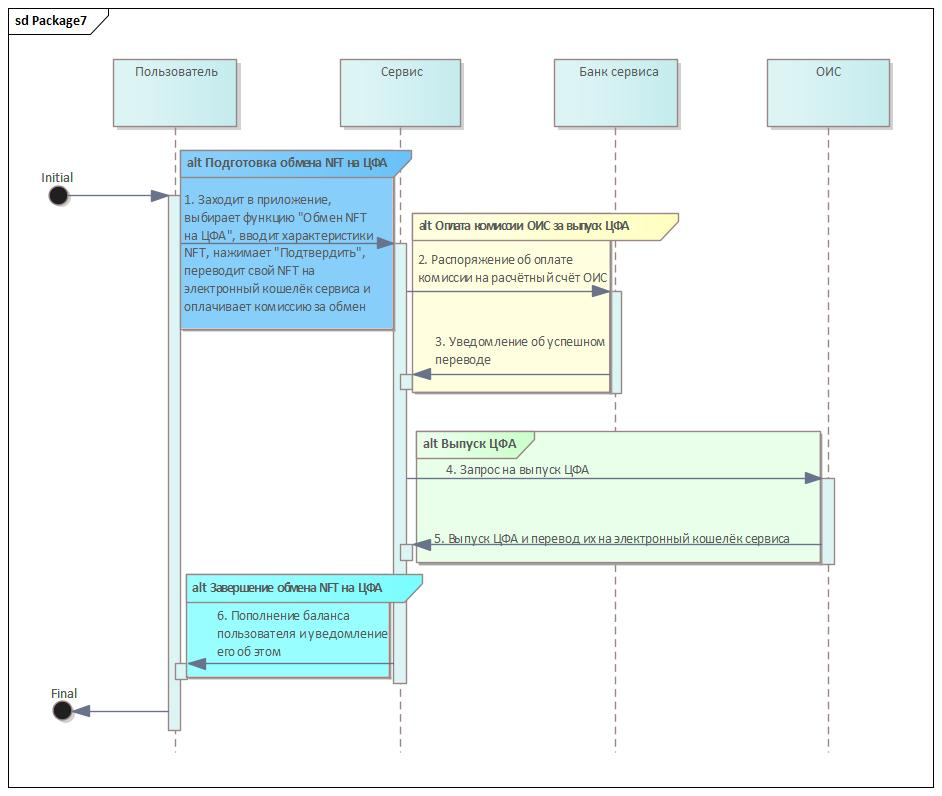 sd Package7
Пользователь
Сервис
Банк сервиса
ОИС
alt Подготовка обмена NFT на ЦФА
Initial
1. Заходит в приложение,
выбирает функцию "Обмен NFT
на ЦФА", вводит характеристики
NFT, нажимает "Подтвердить",
переводит свой NFT на
электронный кошелёк сервиса и
оплачивает комиссию за обмен
alt Оплата комиссии ОИС за выпуск ЦФА
2. Распоряжение об оплате
комиссии на расчётный счёт ОИС
3. Уведомление об успешном
переводе
alt Выпуск ЦФА
4. Запрос на выпуск ЦФА
5. Выпуск ЦФА и перевод их на электронный кошелёк сервиса
alt Завершение обмена NFT на ЦФА
6. Пополнение баланса
пользователя и уведомление
его об этом
Final